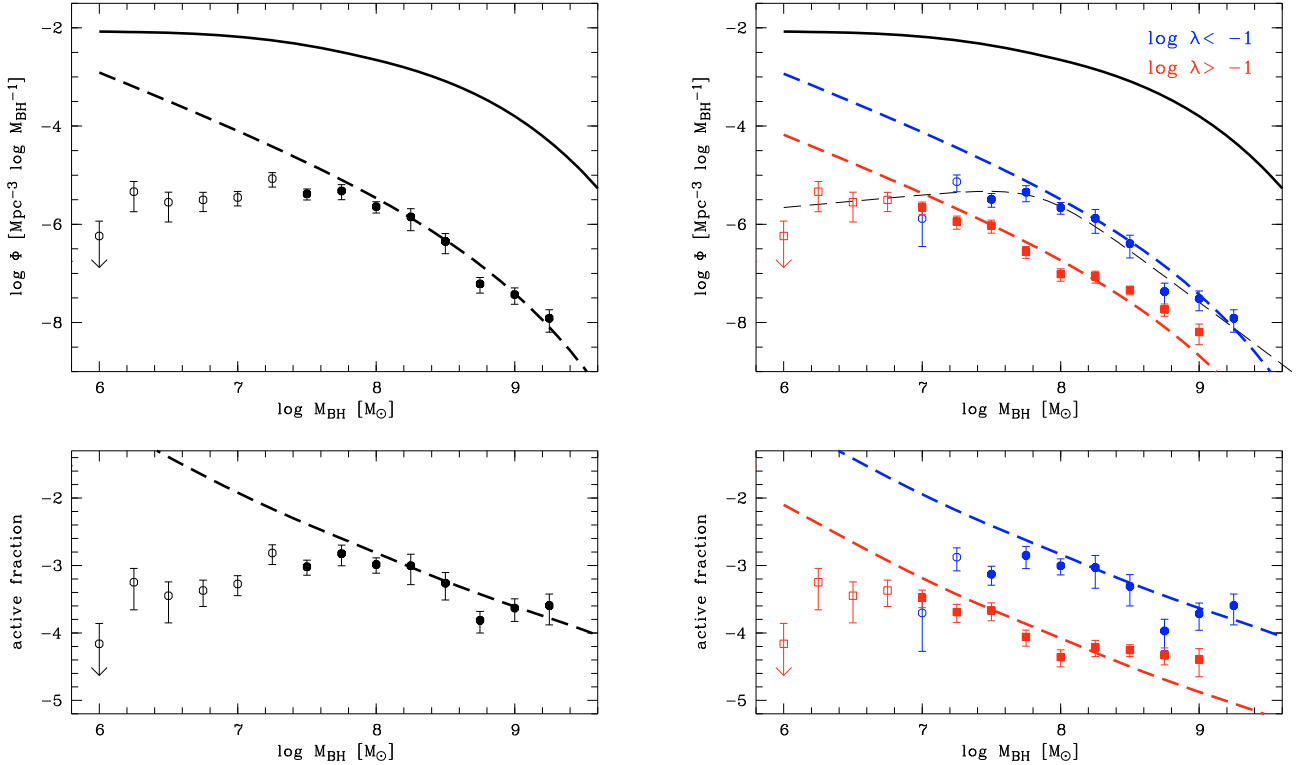 log Φ [Mpc⁻³ log M_BH⁻¹]
-2
-4
-6
-8
6 7 8 9
log M_BH [M_⊙]
log Φ [Mpc⁻³ log M_BH⁻¹]
-2
-4
-6
-8
log λ< -1
log λ> -1
6 7 8 9
log M_BH [M_⊙]
active fraction
-2
-3
-4
-5
6 7 8 9
log M_BH [M_⊙]
active fraction
-2
-3
-4
-5
6 7 8 9
log M_BH [M_⊙]